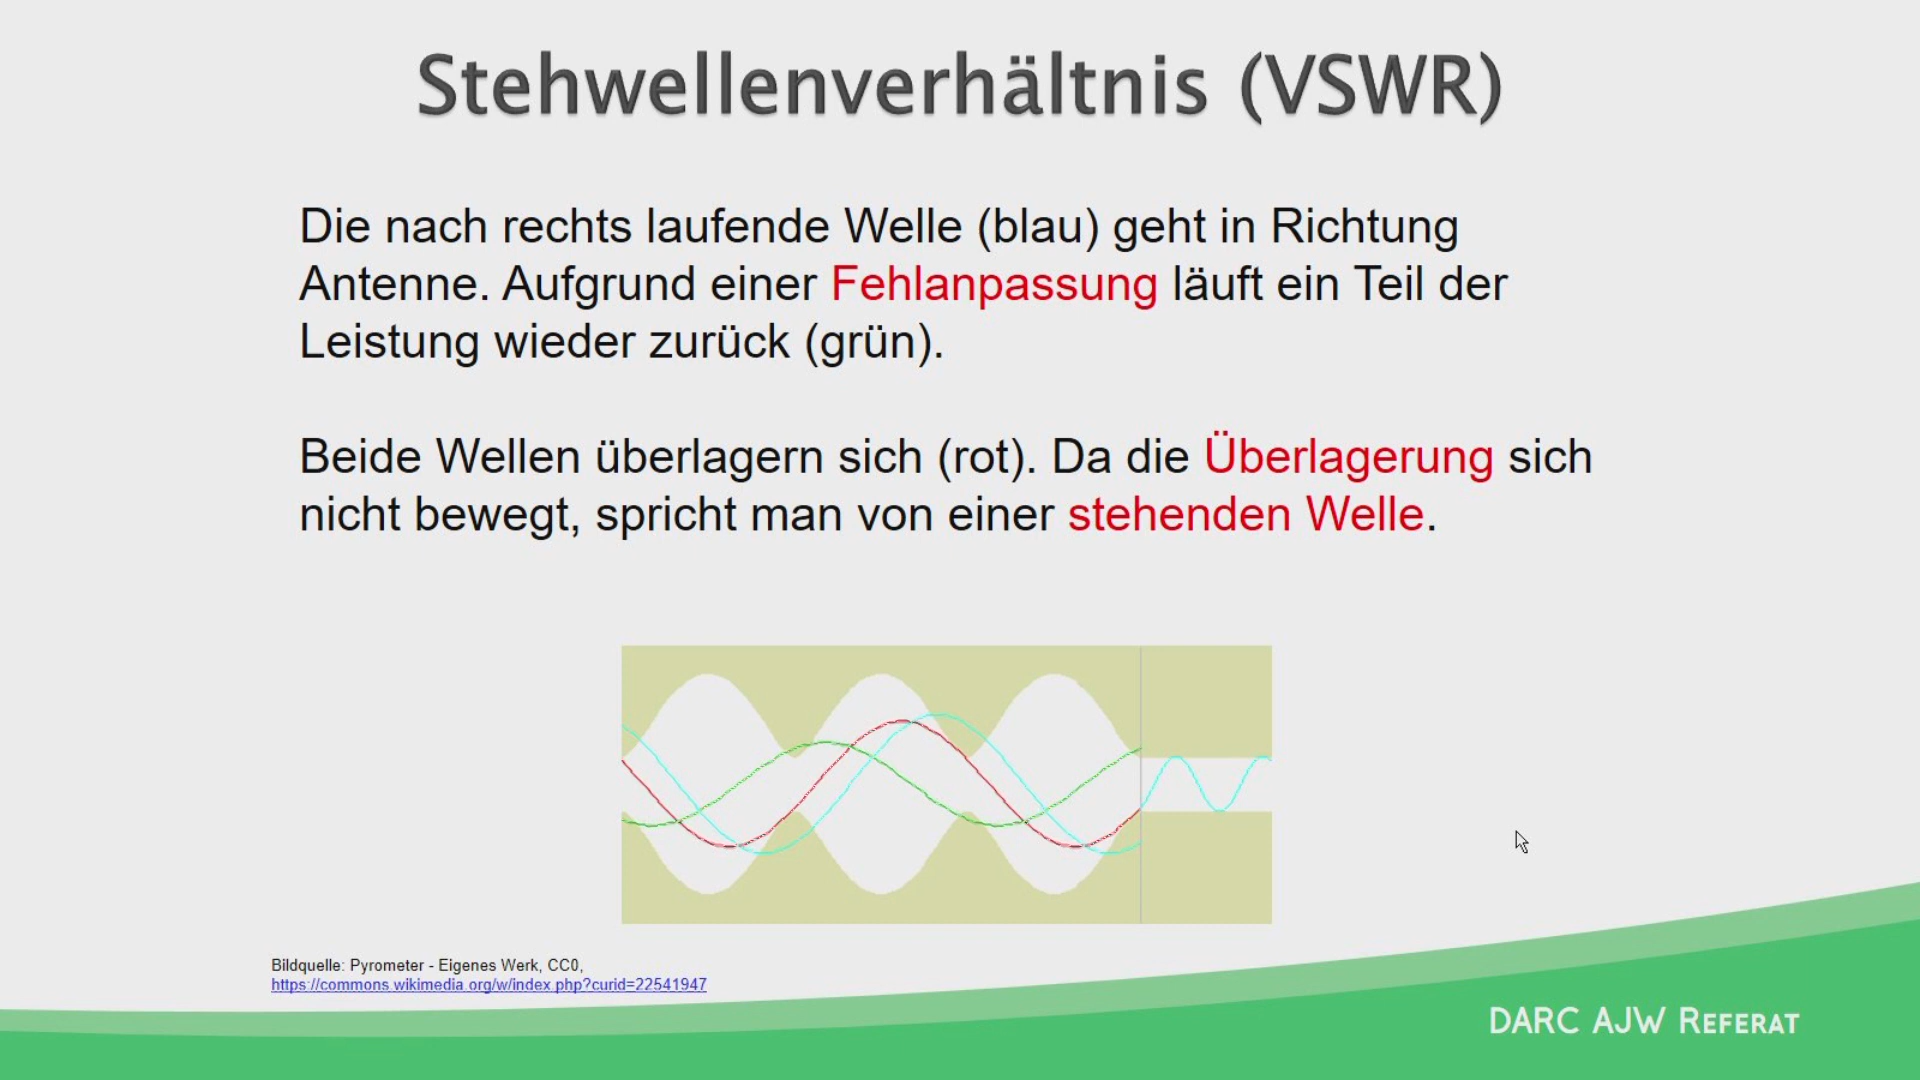 Stehwellenverhältnis (VSWR)
Die nach rechts laufende Welle (blau) geht in Richtung
Antenne. Aufgrund einer Fehlanpassung läuft ein Teil der
Leistung wieder zurück (grün).
Beide Wellen überlagern sich (rot). Da die Überlagerung sich
nicht bewegt, spricht man von einer stehenden Welle.
Bildquelle: Pyrometer - Eigenes Werk, CC0,
https://commons.wikimedia.org/w/index.php?curid=22541947
DARC AJW REFERAT